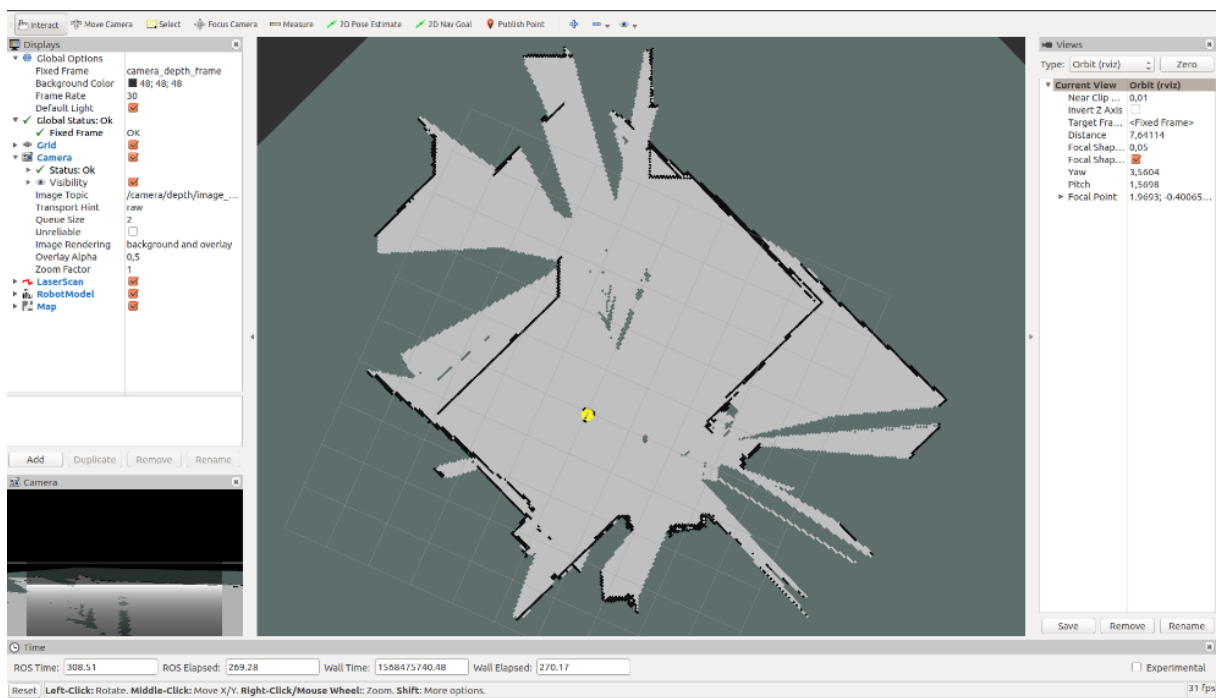 Interact Move Camera Select Focus Camera Measure 2D Pose Estimate 2D Nav Goal Publish Point
Displays
Global Options
Fixed Frame camera_depth_frame
Background Color 48; 48; 48
Frame Rate 30
Default Light
Global Status: Ok
Fixed Frame OK
Grid
Camera
Status: Ok
Visibility
Image Topic /camera/depth/image_...
Transport Hint raw
Queue Size 2
Unreliable
Image Rendering background and overlay
Overlay Alpha 0,5
Zoom Factor 1
LaserScan
RobotModel
Map
Add Duplicate Remove Rename
Camera
Views
Type: Orbit (rviz) Zero
Current View Orbit (rviz)
Near Clip ... 0,01
Invert Z Axis
Target Fra... <Fixed Frame>
Distance 7,64114
Focal Shap... 0,05
Focal Shap...
Yaw 3,5604
Pitch 1,5698
Focal Point 1.9693; -0.40065...
Save Remove Rename
Time
ROS Time: 308.51 ROS Elapsed: 269.28 Wall Time: 1568475740.48 Wall Elapsed: 270.17 Experimental
Reset Left-Click: Rotate. Middle-Click: Move X/Y. Right-Click/Mouse Wheel:: Zoom. Shift: More options. 31 fps